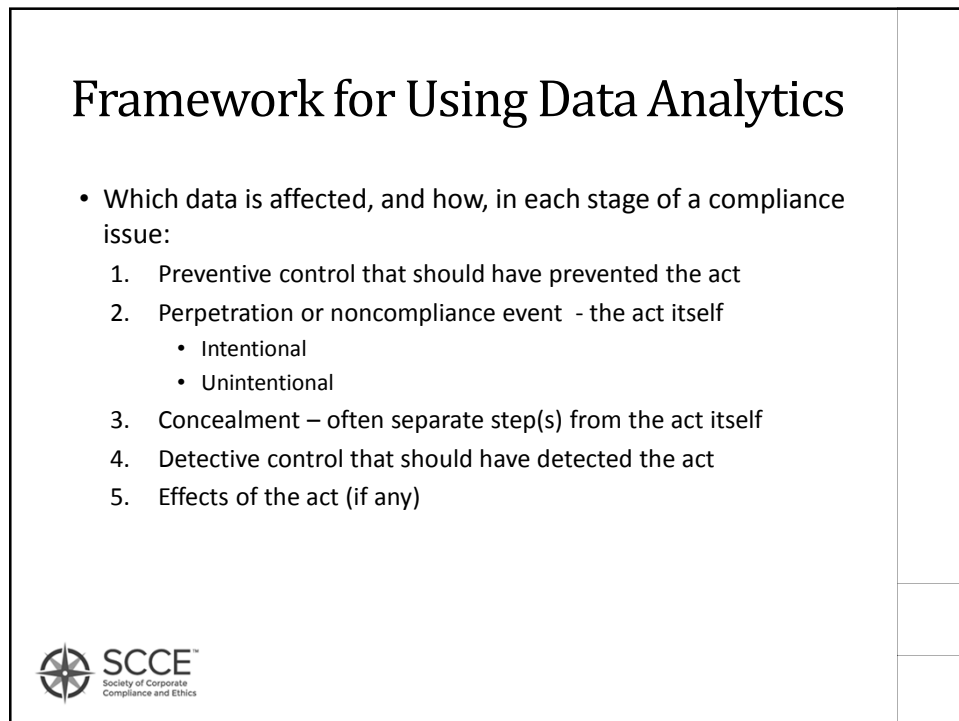 Framework for Using Data Analytics
• Which data is affected, and how, in each stage of a compliance
issue:
1. Preventive control that should have prevented the act
2. Perpetration or noncompliance event - the act itself
• Intentional
• Unintentional
3. Concealment – often separate step(s) from the act itself
4. Detective control that should have detected the act
5. Effects of the act (if any)
SCCE™
Society of Corporate
Compliance and Ethics